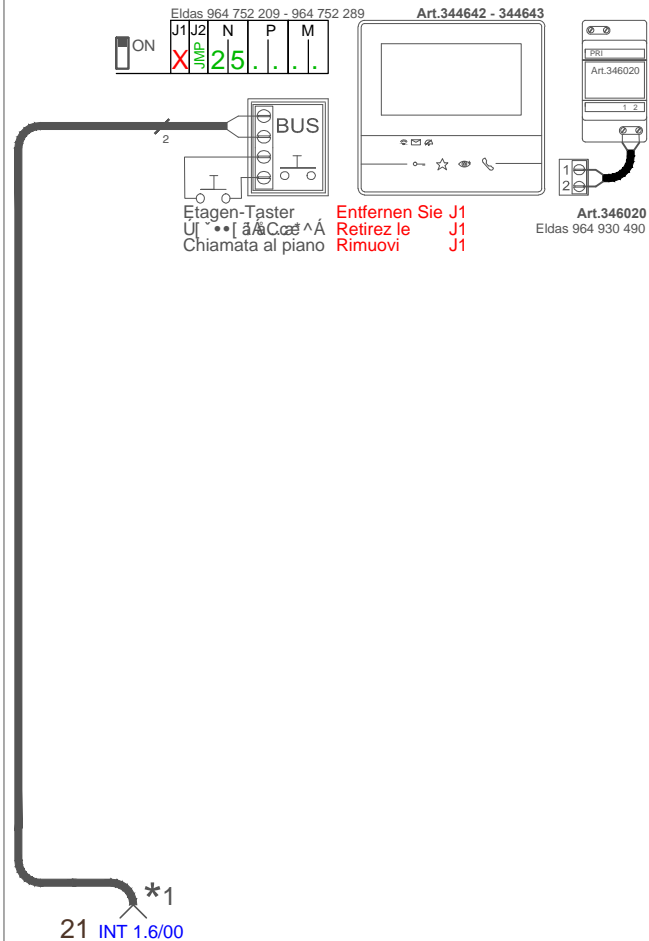 Eldas 964 752 209 - 964 752 289
Art.344642 - 344643
J1 J2 N P M
ON
X JMP 2 5 . . . .
PRI
Art.346020
1 2
BUS
2
1
2
Etagen-Taster Entfernen Sie J1
Retirez le J1
Chiamata al piano Rimuovi J1
Art.346020
Eldas 964 930 490
*1
21 INT 1.6/00